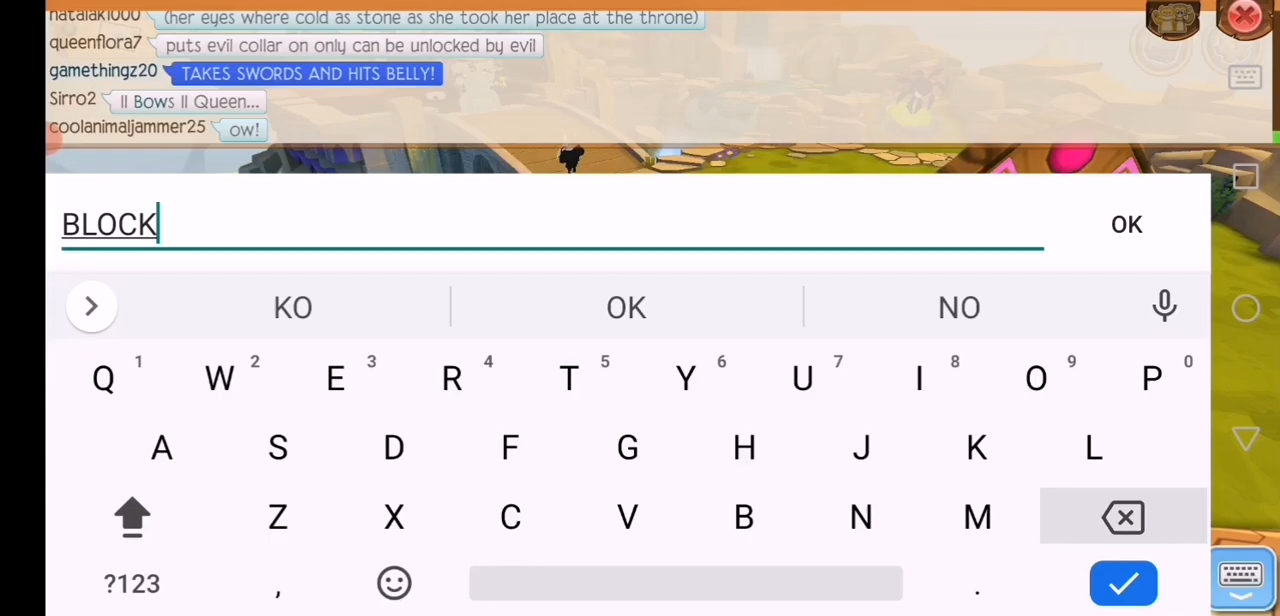 natalak1000 (her eyes where cold as stone as she took her place at the throne)
queenflora7 puts evil collar on only can be unlocked by evil
gamethingz20 TAKES SWORDS AND HITS BELLY!
Sirro2 ll Bows ll Queen...
coolanimaljammer25 ow!
BLOCK OK
KO OK NO
Q 1 W 2 E 3 R 4 T 5 Y 6 U 7 I 8 O 9 P 0
A S D F G H J K L
Z X C V B N M
?123 , .